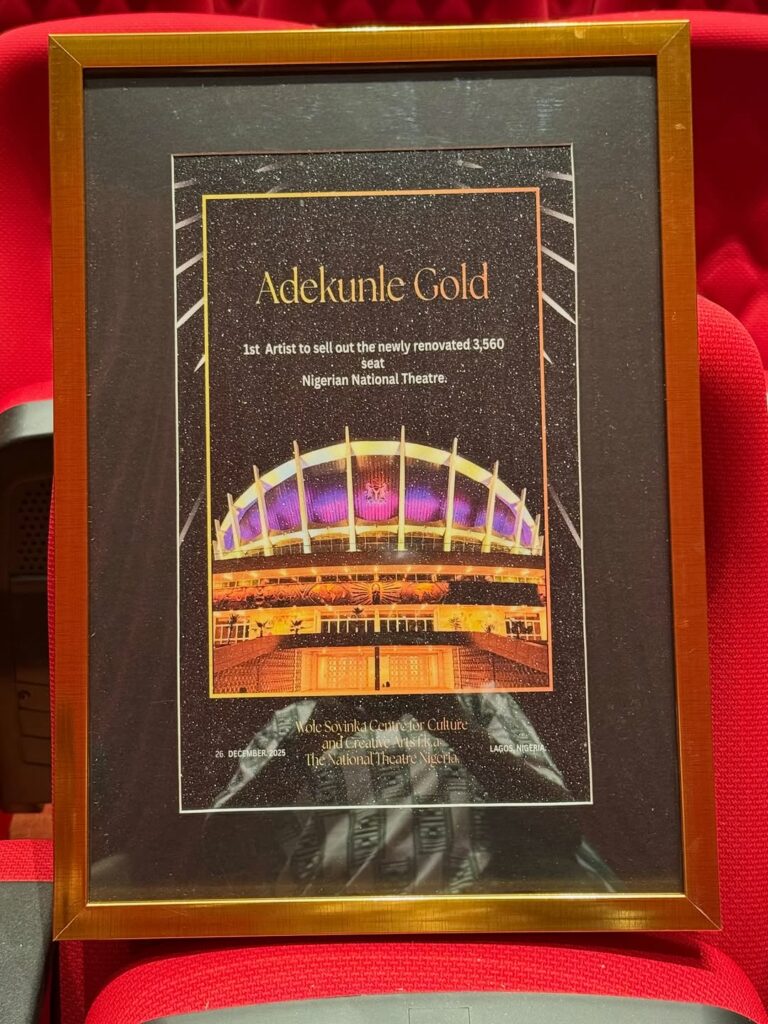 Adekunle Gold
1st Artist to sell out the newly renovated 3,560
seat
Nigerian National Theatre.
Wole Soyinka Centre for Culture
and Creative Arts F.k.a
The National Theatre Nigeria.
26. DECEMBER. 2025
LAGOS, NIGERIA.